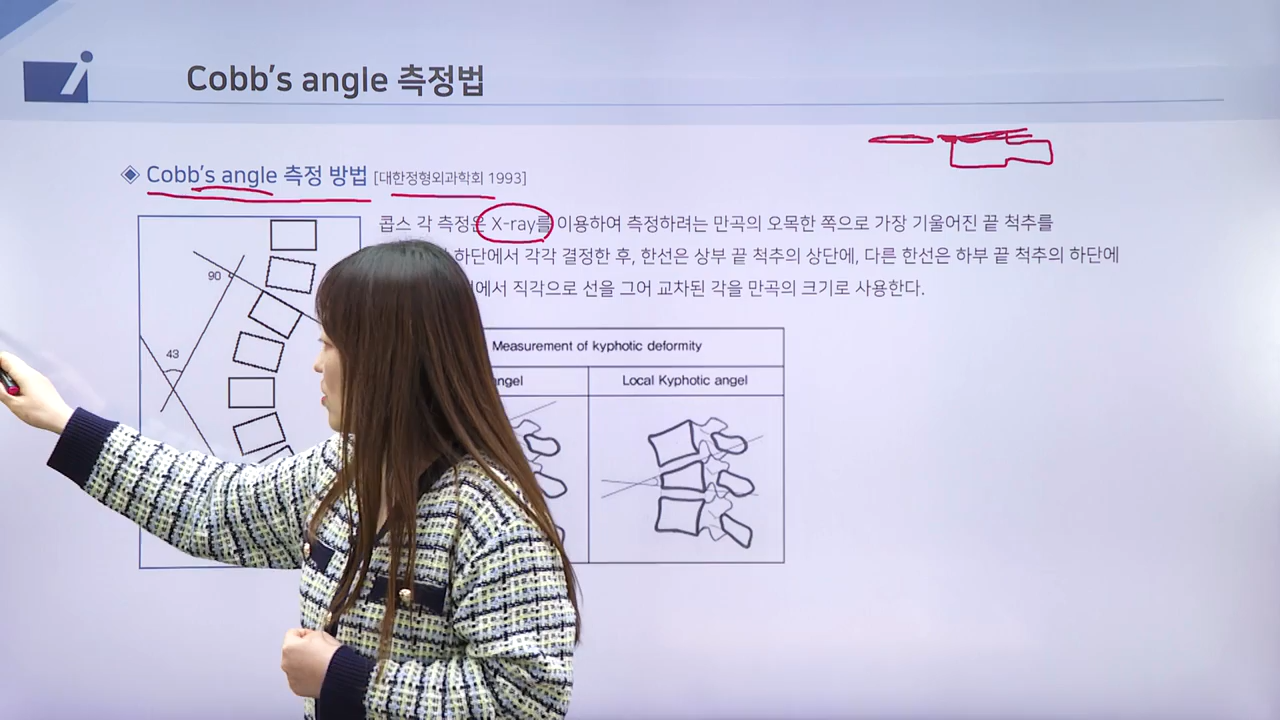 Cobb's angle 측정법
Cobb's angle 측정 방법 [대한정형외과학회 1993]
콥스 각 측정은 X-ray를 이용하여 측정하려는 만곡의 오목한 쪽으로 가장 기울어진 끝 척추를
하단에서 각각 결정한 후, 한선은 상부 끝 척추의 상단에, 다른 한선은 하부 끝 척추의 하단에
직각으로 선을 그어 교차된 각을 만곡의 크기로 사용한다.
90
43
Measurement of kyphotic deformity
Local Kyphotic angel